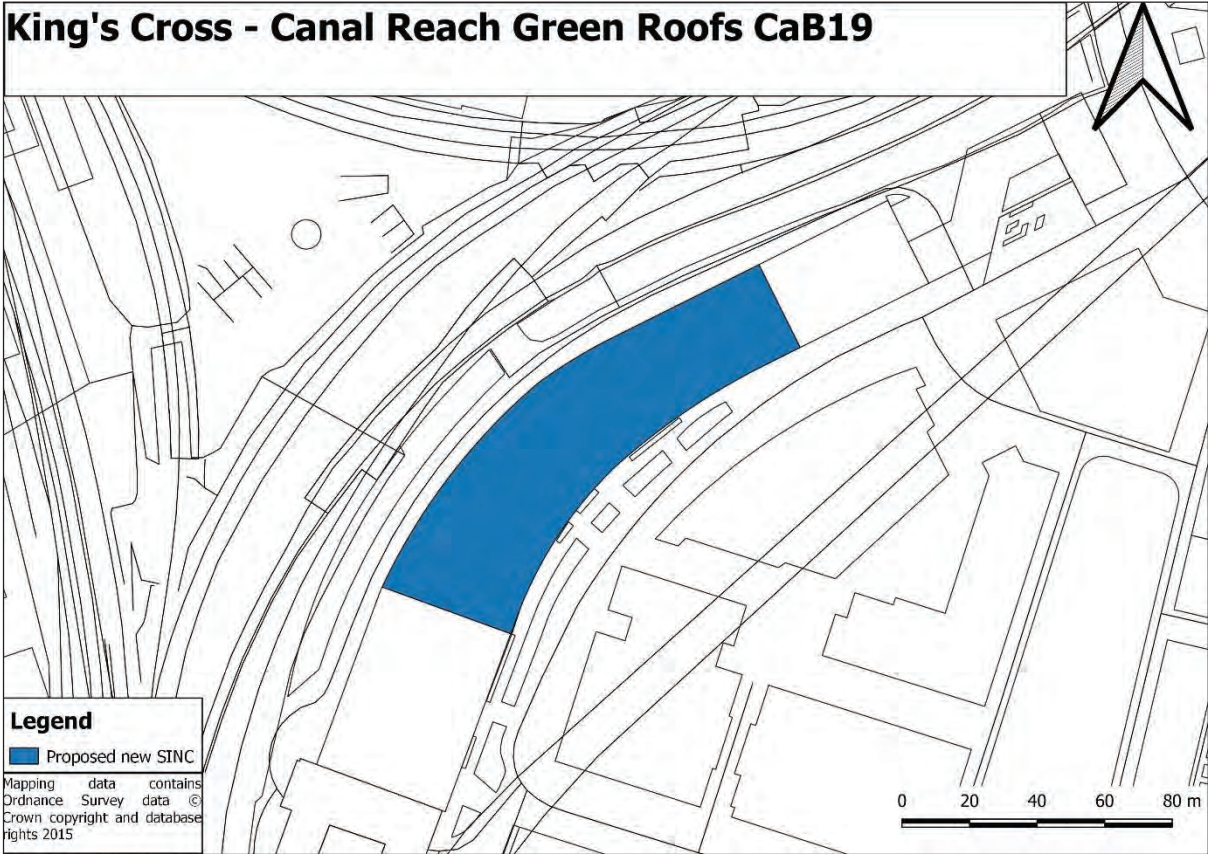 King's Cross - Canal Reach Green Roofs CaB19
Legend
Proposed new SINC
Mapping data contains
Ordnance Survey data ©
Crown copyright and database
rights 2015
0 20 40 60 80 m